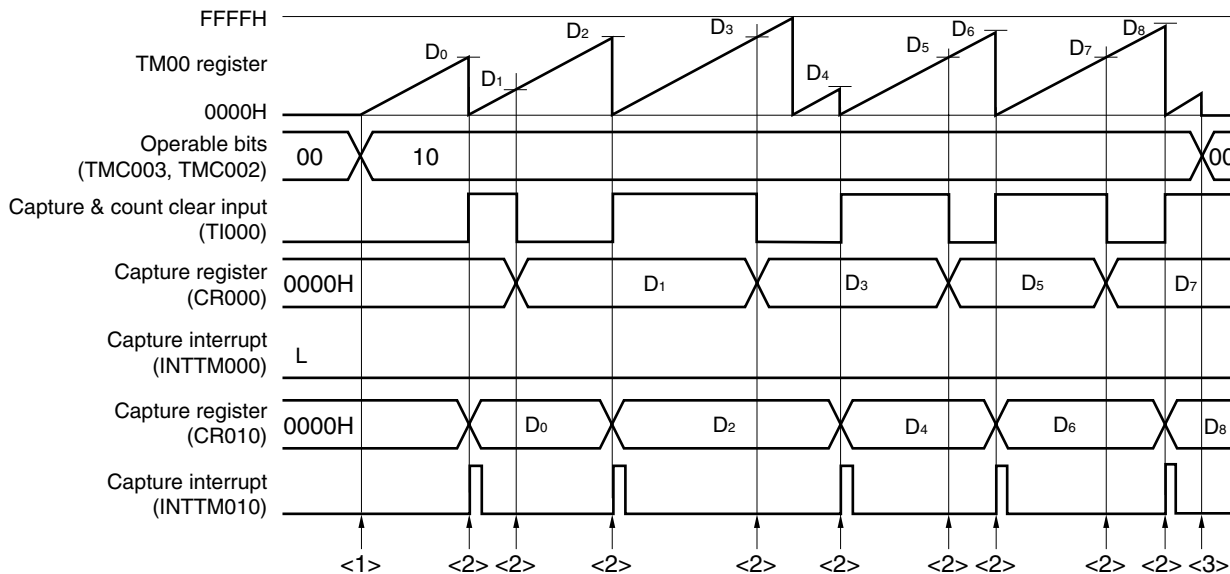 FFFFH
TM00 register
0000H
D0 D1 D2 D3 D4 D5 D6 D7 D8
Operable bits
(TMC003, TMC002)
00 10 00
Capture & count clear input
(TI000)
Capture register
(CR000)
0000H D1 D3 D5 D7
Capture interrupt
(INTTM000)
L
Capture register
(CR010)
0000H D0 D2 D4 D6 D8
Capture interrupt
(INTTM010)
<1> <2> <2> <2> <2> <2> <2> <2> <2> <2> <3>